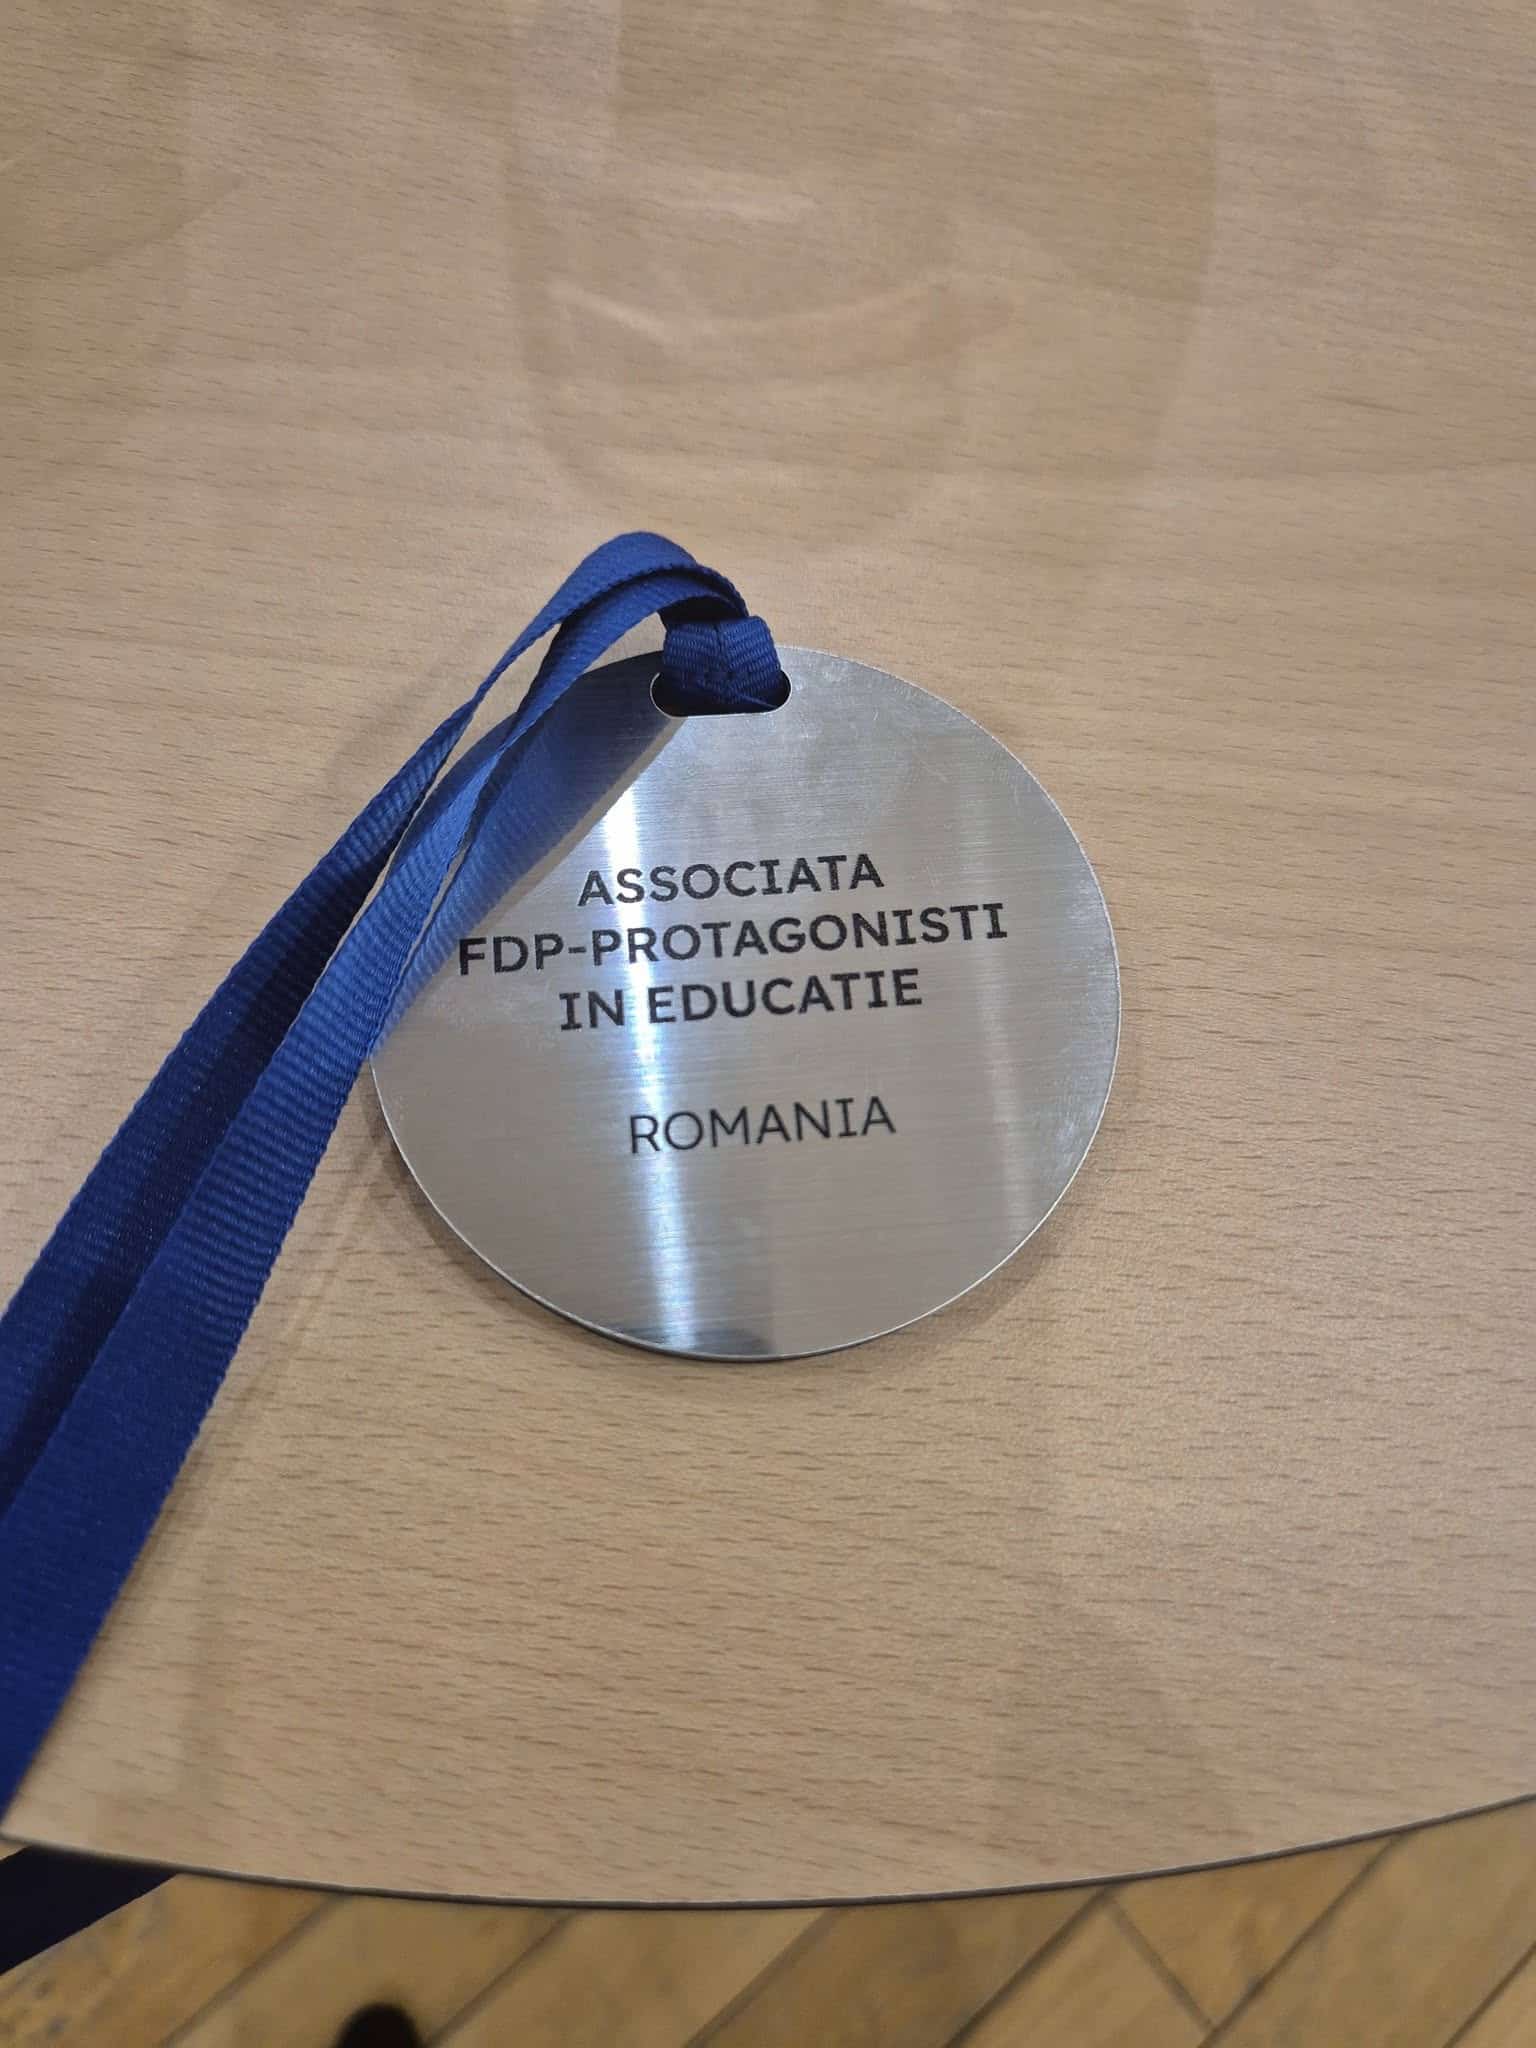 ASSOCIATA
FDP-PROTAGONISTI
IN EDUCATIE
ROMANIA